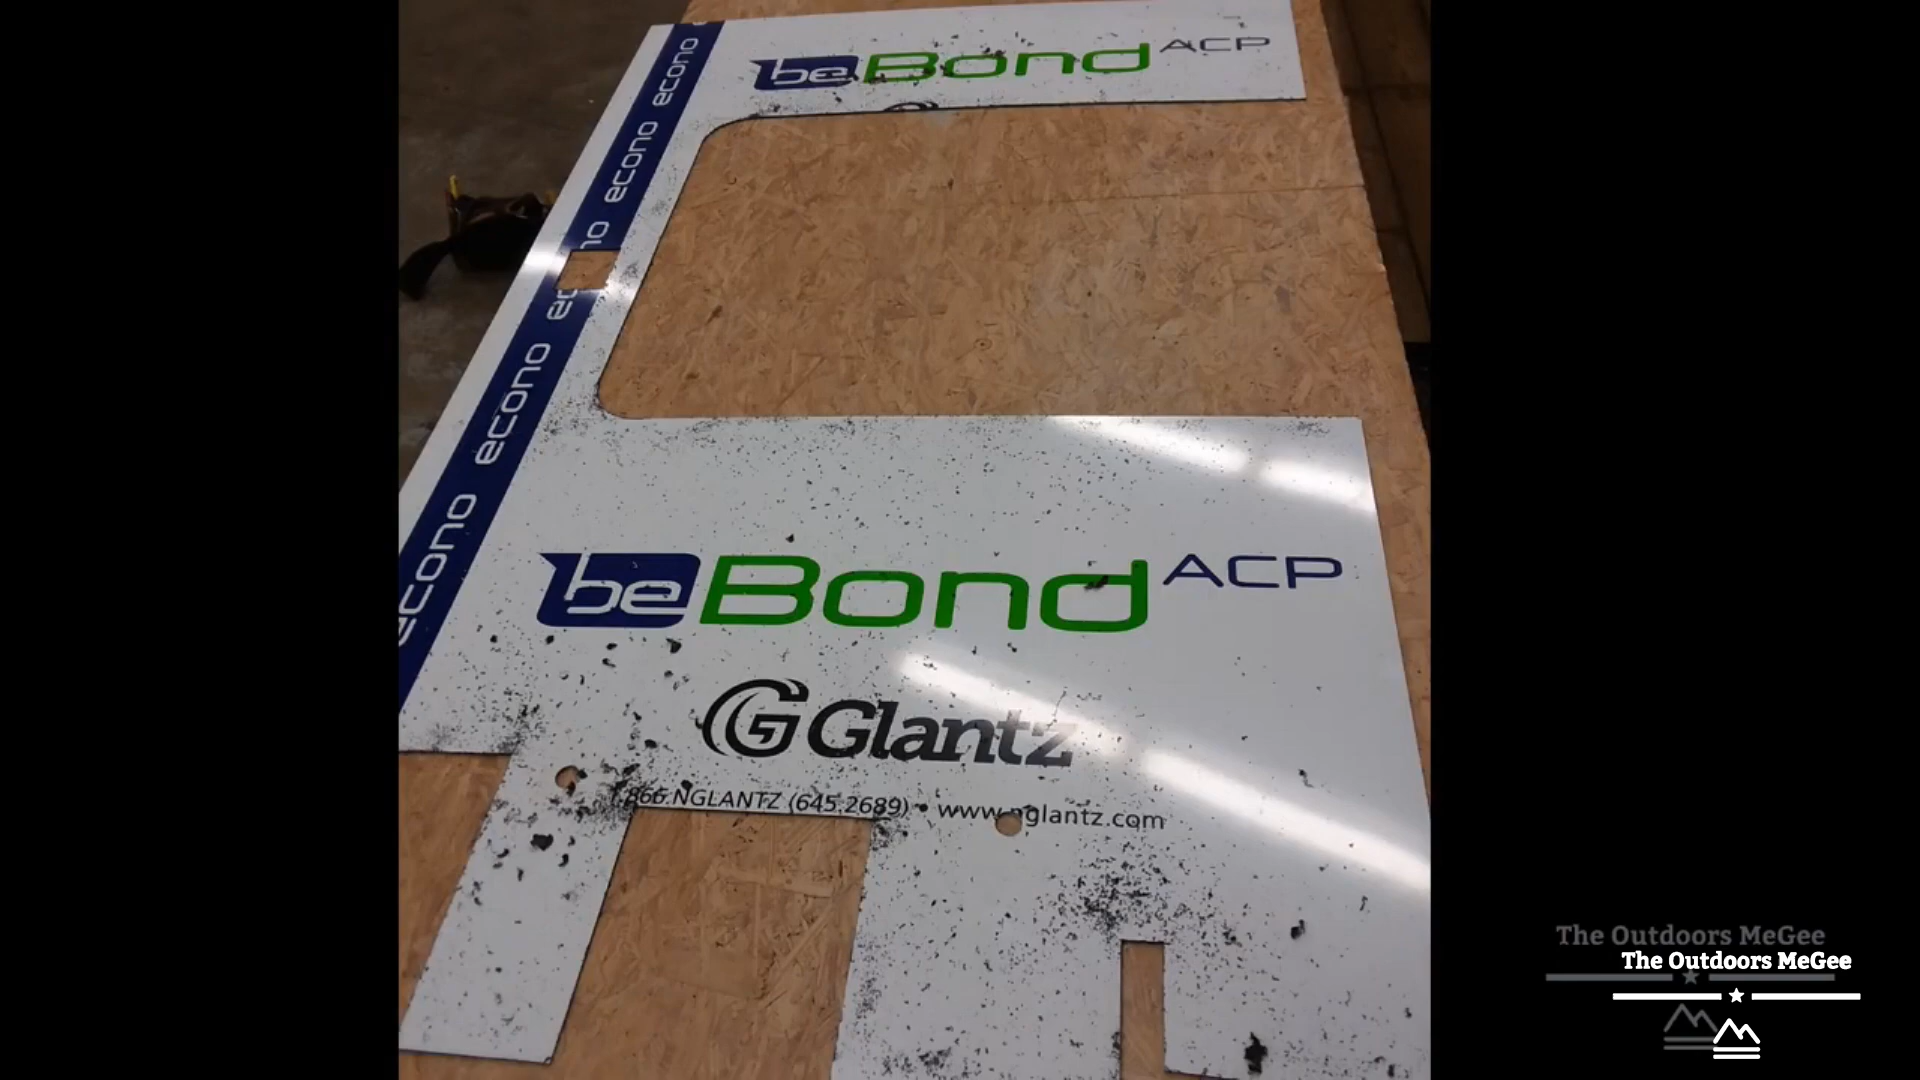 econo
beBond ACP
econo
econo
econo
econo
beBond ACP
G Glantz
866.NGLANTZ (645.2689) • www.nglantz.com
The Outdoors MeGee
The Outdoors MeGee